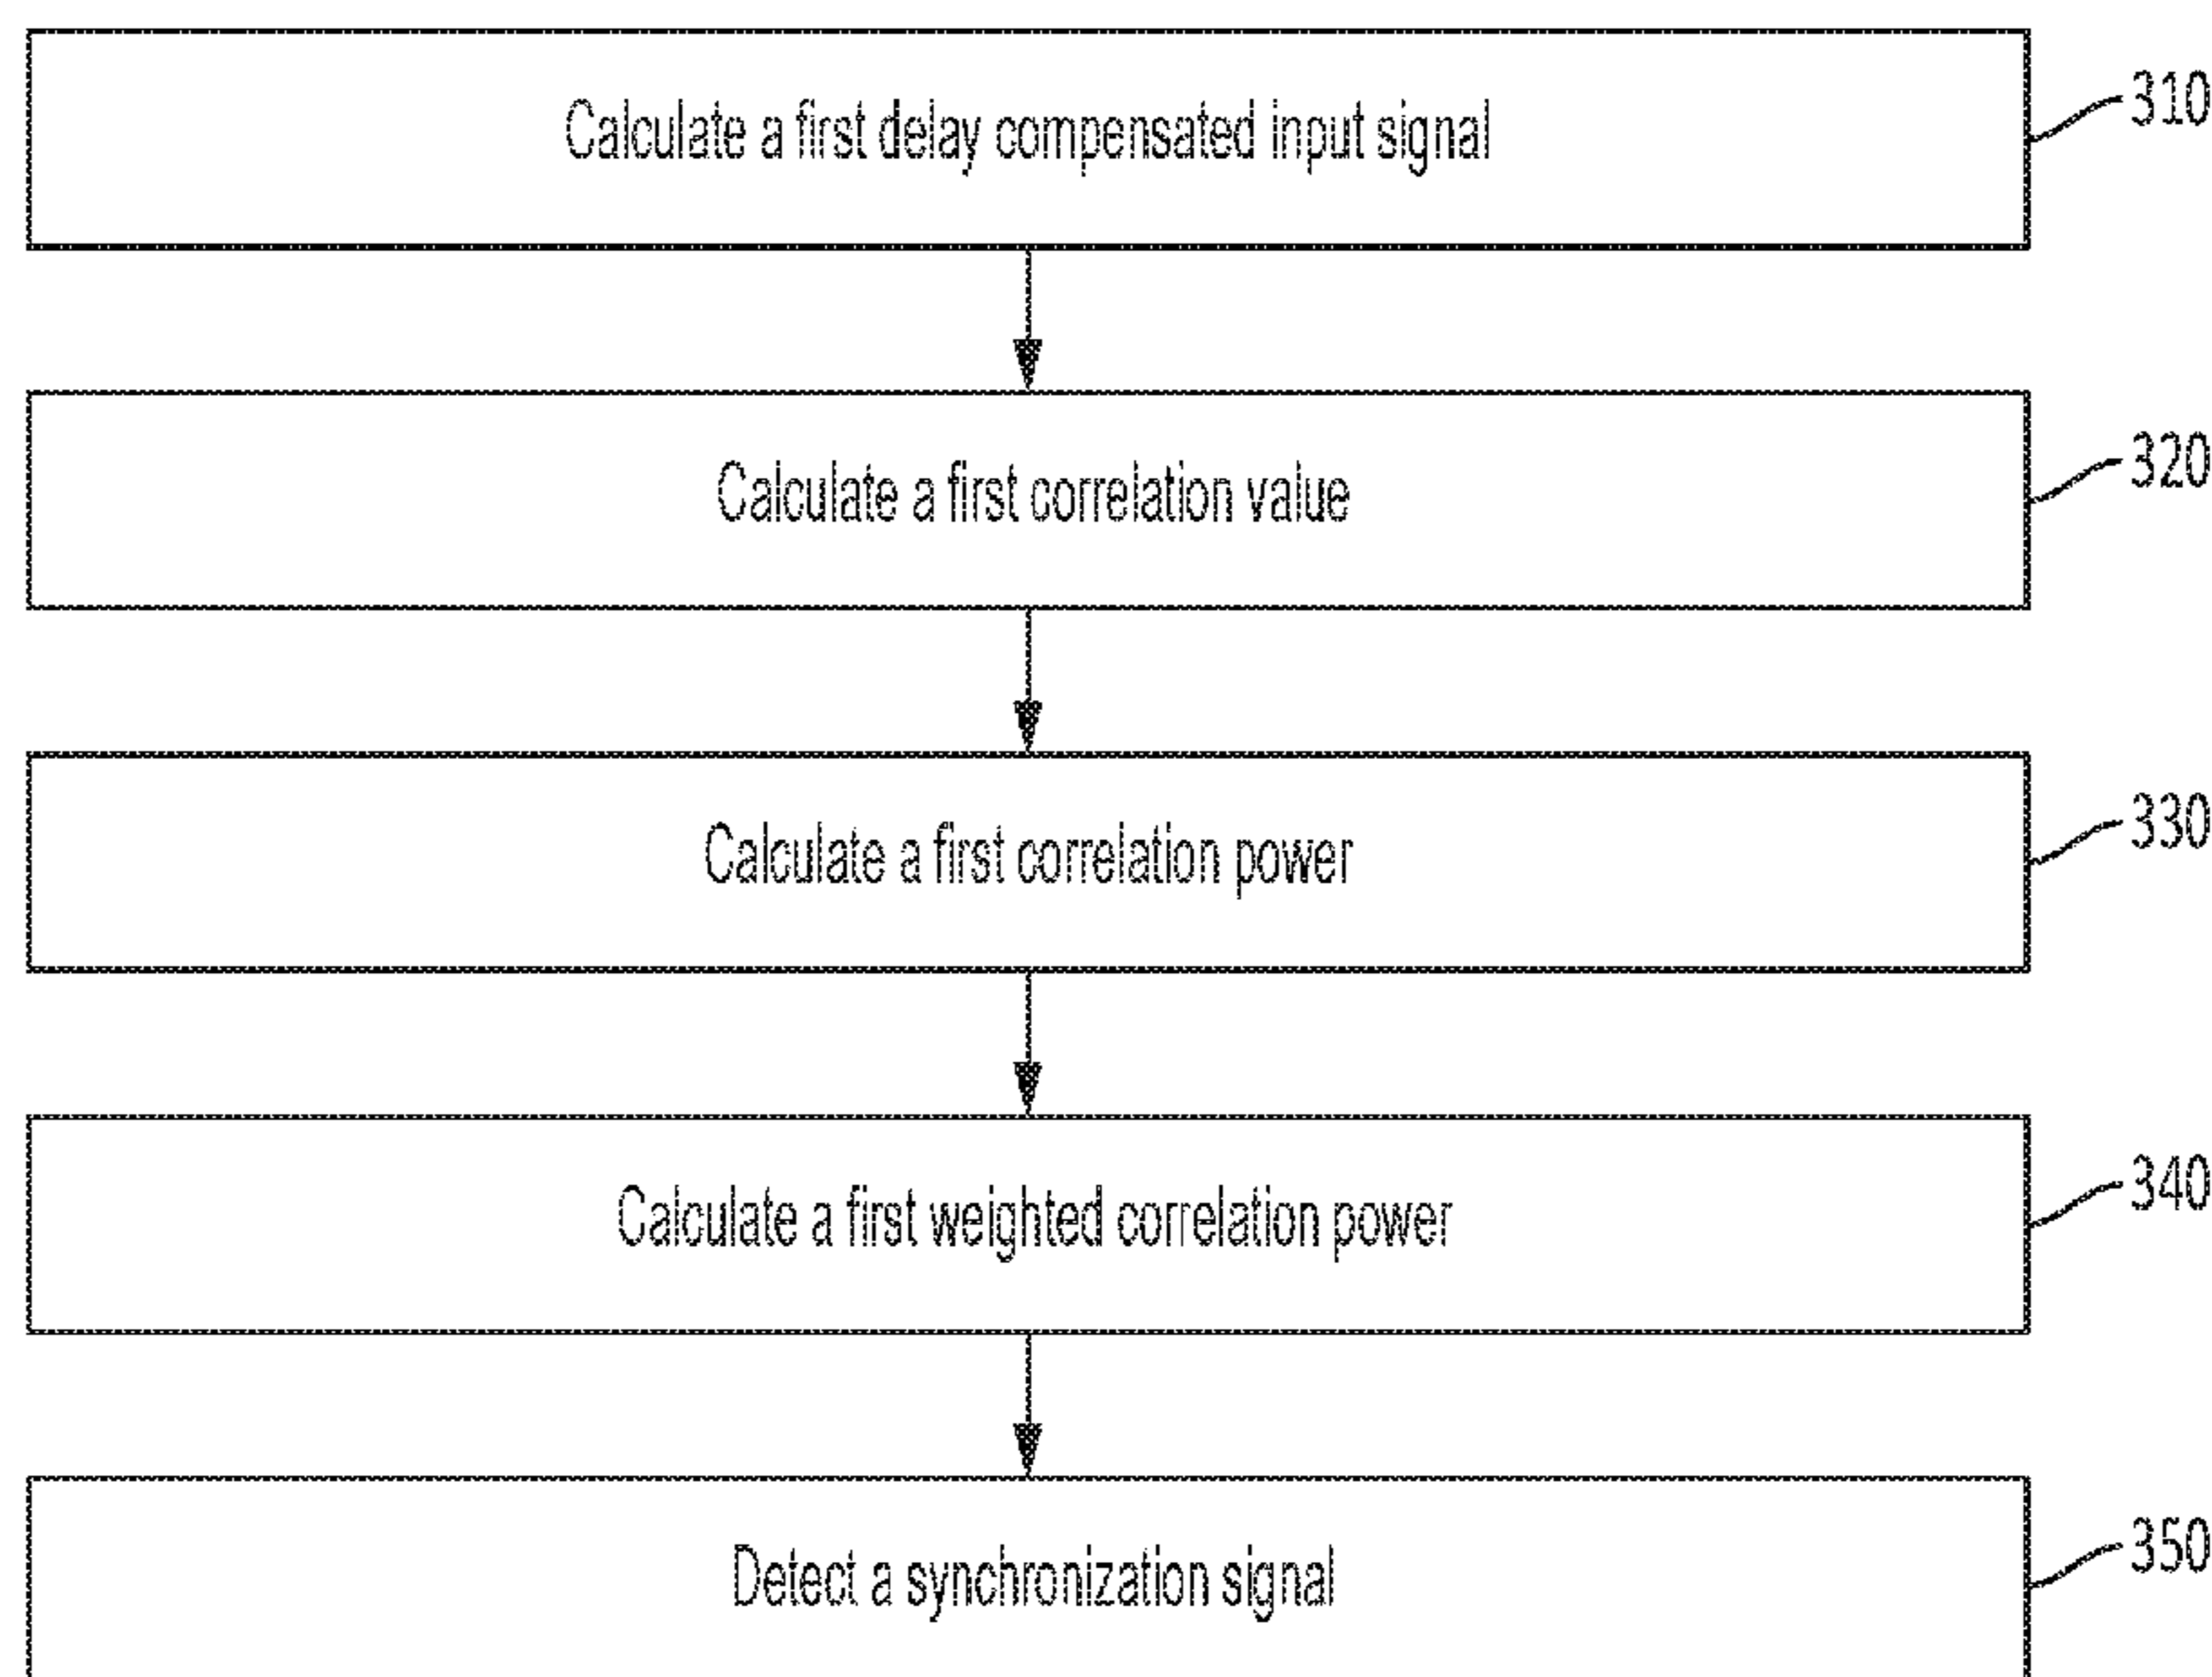 Calculate a first delay compensated input signal
310
Calculate a first correlation value
320
Calculate a first correlation power
330
Calculate a first weighted correlation power
340
Detect a synchronization signal
350